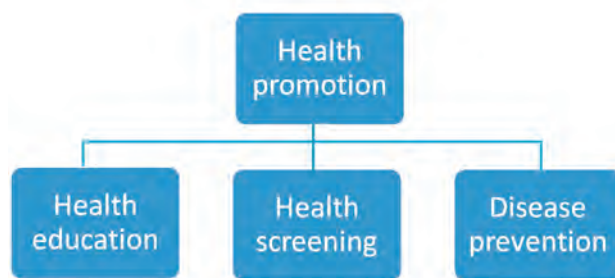 Health
promotion
Health
education
Health
screening
Disease
prevention